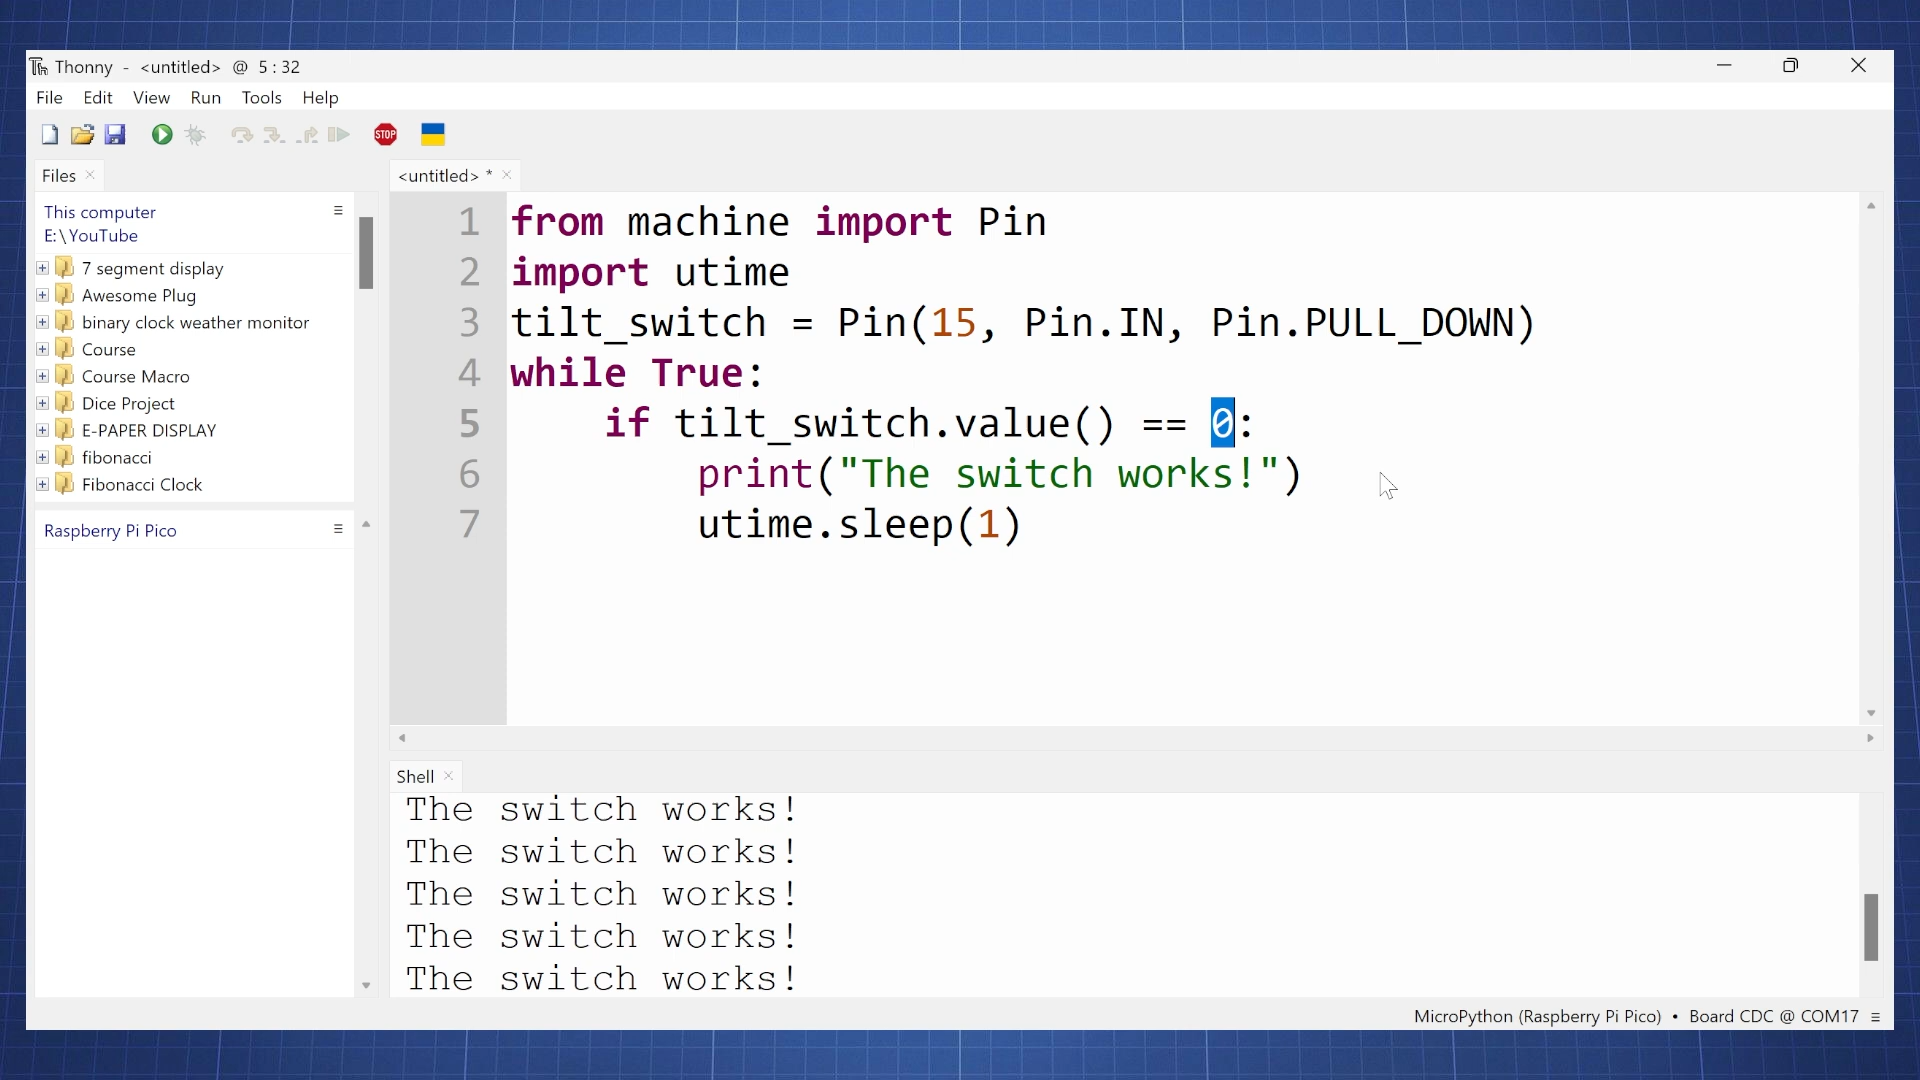 Thonny - <untitled> @ 5 : 32
File Edit View Run Tools Help
STOP
Files
<untitled> *
This computer
E:\YouTube
7 segment display
Awesome Plug
binary clock weather monitor
Course
Course Macro
Dice Project
E-PAPER DISPLAY
fibonacci
Fibonacci Clock
Raspberry Pi Pico
1 from machine import Pin
2 import utime
3 tilt_switch = Pin(15, Pin.IN, Pin.PULL_DOWN)
4 while True:
5 if tilt_switch.value() == 0:
6 print("The switch works!")
7 utime.sleep(1)
Shell
The switch works!
The switch works!
The switch works!
The switch works!
The switch works!
MicroPython (Raspberry Pi Pico) • Board CDC @ COM17